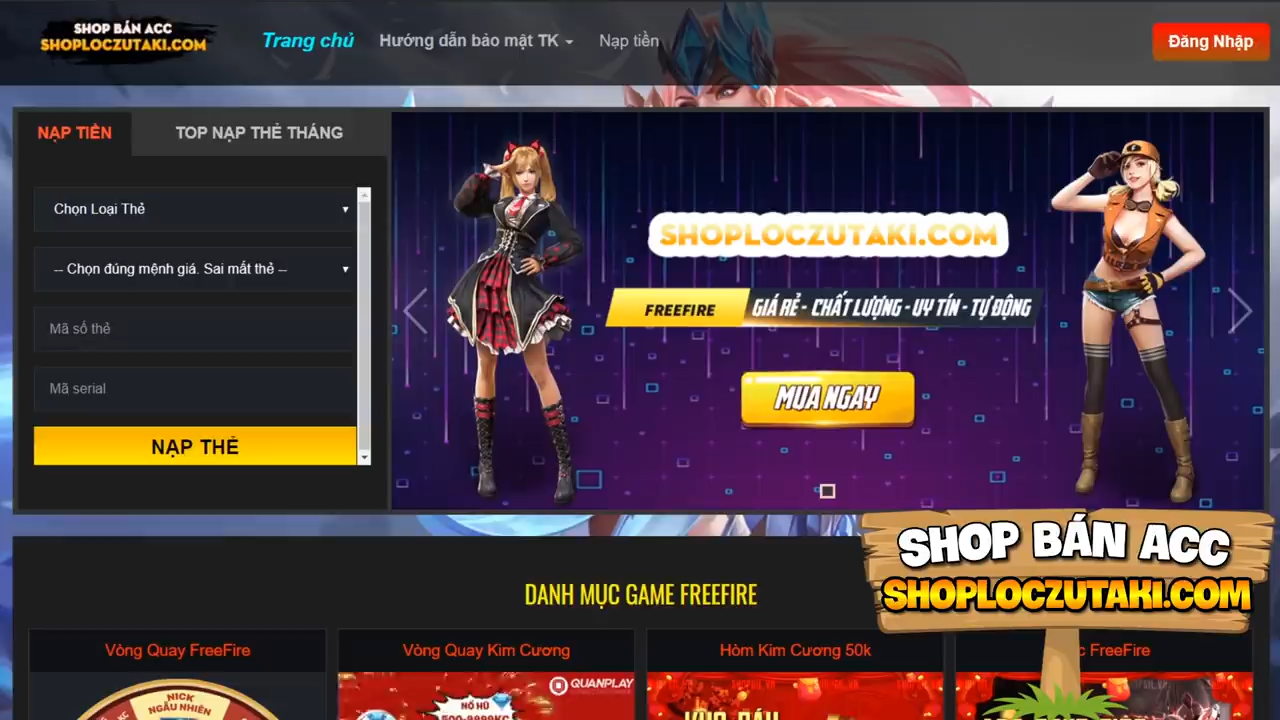 SHOP BÁN ACC
SHOPLOCZUTAKI.COM
Trang chủ
Hướng dẫn bảo mật TK
Nạp tiền
Đăng Nhập
NẠP TIỀN
TOP NẠP THẺ THÁNG
Chọn Loại Thẻ
-- Chọn đúng mệnh giá. Sai mất thẻ --
Mã số thẻ
Mã serial
NẠP THẺ
SHOPLOCZUTAKI.COM
FREEFIRE
GIÁ RẺ - CHẤT LƯỢNG - UY TÍN - TỰ ĐỘNG
MUA NGAY
SHOP BÁN ACC
SHOPLOCZUTAKI.COM
DANH MỤC GAME FREEFIRE
Vòng Quay FreeFire
Vòng Quay Kim Cương
Hòm Kim Cương 50k
FreeFire
NICK
NGẪU NHIÊN
QUANPLAY
NỔ HŨ
500-9999KC